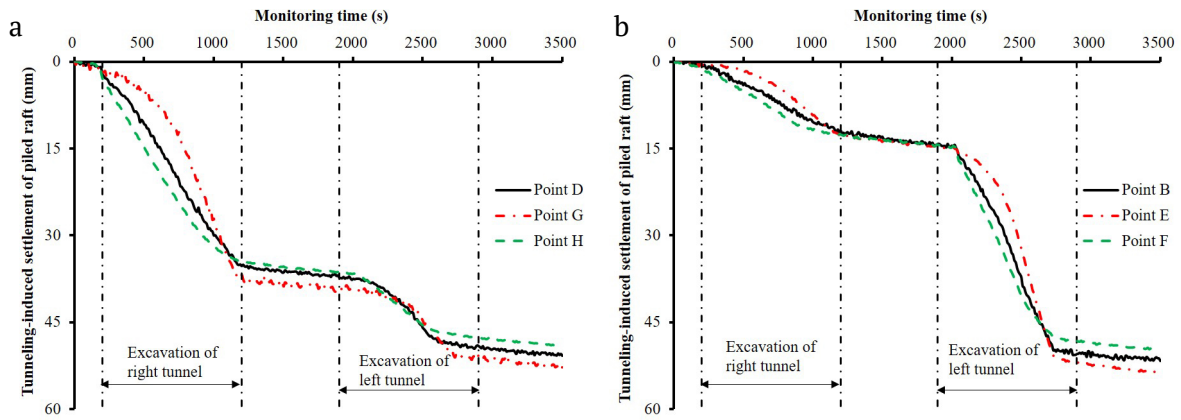 a
Monitoring time (s)
0 500 1000 1500 2000 2500 3000 3500
Tunneling-induced settlement of piled raft (mm)
0
15
30
45
60
Point D
Point G
Point H
Excavation of
right tunnel
Excavation of
left tunnel
b
Monitoring time (s)
0 500 1000 1500 2000 2500 3000 3500
Tunneling-induced settlement of piled raft (mm)
0
15
30
45
60
Point B
Point E
Point F
Excavation of
right tunnel
Excavation of
left tunnel